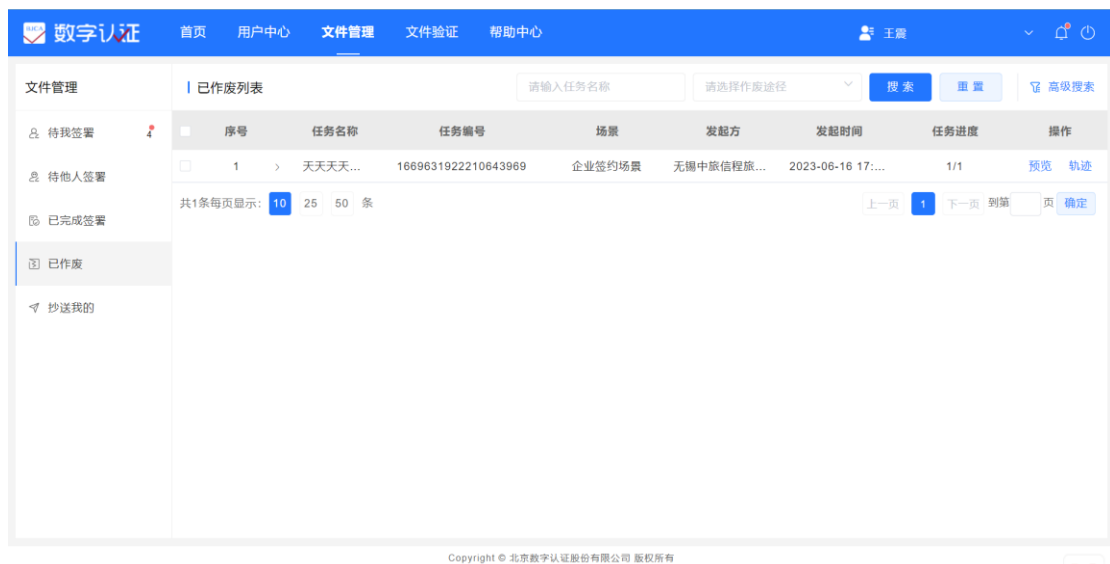 BJCA 数字认证 首页 用户中心 文件管理 文件验证 帮助中心 王震
文件管理
已作废列表 请输入任务名称 请选择作废途径 搜索 重置 高级搜索
待我签署 4
待他人签署
已完成签署
已作废
抄送我的
序号 任务名称 任务编号 场景 发起方 发起时间 任务进度 操作
1 > 天天天天... 1669631922210643969 企业签约场景 无锡中旅信程旅... 2023-06-16 17:... 1/1 预览 轨迹
共1条每页显示: 10 25 50 条 上一页 1 下一页 到第 页 确定
Copyright © 北京数字认证股份有限公司 版权所有